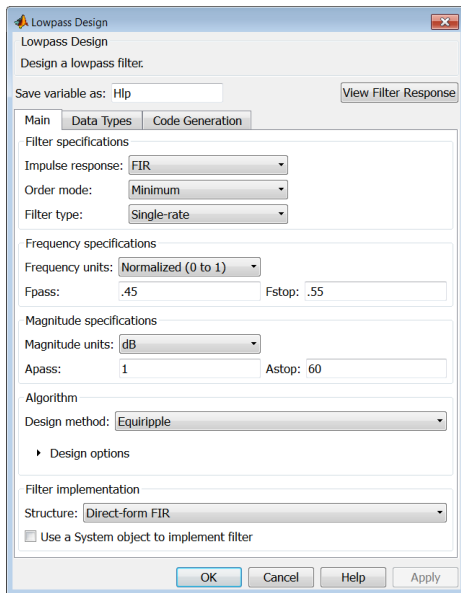 Lowpass Design
Lowpass Design
Design a lowpass filter.
Save variable as: Hlp View Filter Response
Main Data Types Code Generation
Filter specifications
Impulse response: FIR
Order mode: Minimum
Filter type: Single-rate
Frequency specifications
Frequency units: Normalized (0 to 1)
Fpass: .45 Fstop: .55
Magnitude specifications
Magnitude units: dB
Apass: 1 Astop: 60
Algorithm
Design method: Equiripple
Design options
Filter implementation
Structure: Direct-form FIR
Use a System object to implement filter
OK Cancel Help Apply